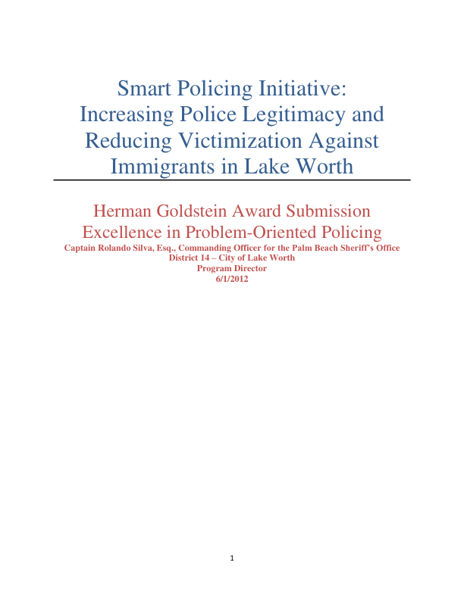 Smart Policing Initiative:
Increasing Police Legitimacy and
Reducing Victimization Against
Immigrants in Lake Worth
Herman Goldstein Award Submission
Excellence in Problem-Oriented Policing
Captain Rolando Silva, Esq., Commanding Officer for the Palm Beach Sheriff's Office
District 14 – City of Lake Worth
Program Director
6/1/2012
1